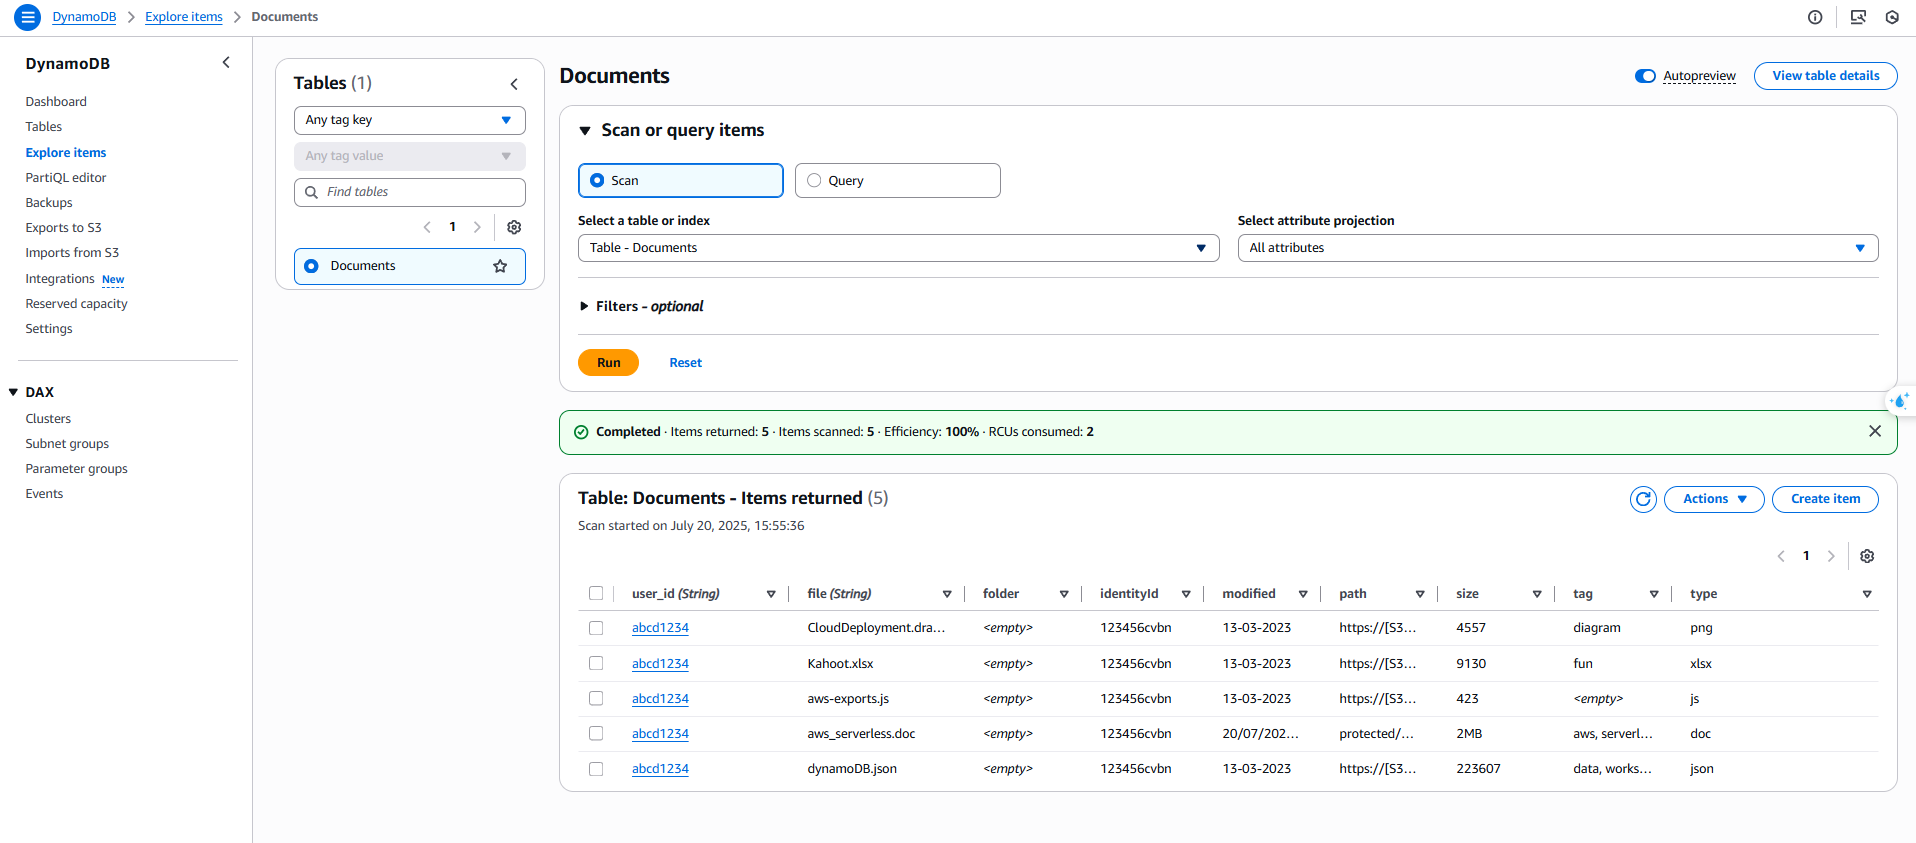 DynamoDB > Explore items > Documents
DynamoDB
Dashboard
Tables
Explore items
PartiQL editor
Backups
Exports to S3
Imports from S3
Integrations New
Reserved capacity
Settings
DAX
Clusters
Subnet groups
Parameter groups
Events
Tables (1)
Any tag key
Any tag value
Find tables
1
Documents
Documents
Autopreview
View table details
Scan or query items
Scan
Query
Select a table or index
Table - Documents
Select attribute projection
All attributes
Filters - optional
Run
Reset
Completed · Items returned: 5 · Items scanned: 5 · Efficiency: 100% · RCUs consumed: 2
Table: Documents - Items returned (5)
Actions
Create item
Scan started on July 20, 2025, 15:55:36
1
user_id (String) file (String) folder identityId modified path size tag type
abcd1234 CloudDeployment.dra... <empty> 123456cvbn 13-03-2023 https://[S3... 4557 diagram png
abcd1234 Kahoot.xlsx <empty> 123456cvbn 13-03-2023 https://[S3... 9130 fun xlsx
abcd1234 aws-exports.js <empty> 123456cvbn 13-03-2023 https://[S3... 423 <empty> js
abcd1234 aws_serverless.doc <empty> 123456cvbn 20/07/202... protected/... 2MB aws, serverl... doc
abcd1234 dynamoDB.json <empty> 123456cvbn 13-03-2023 https://[S3... 223607 data, works... json